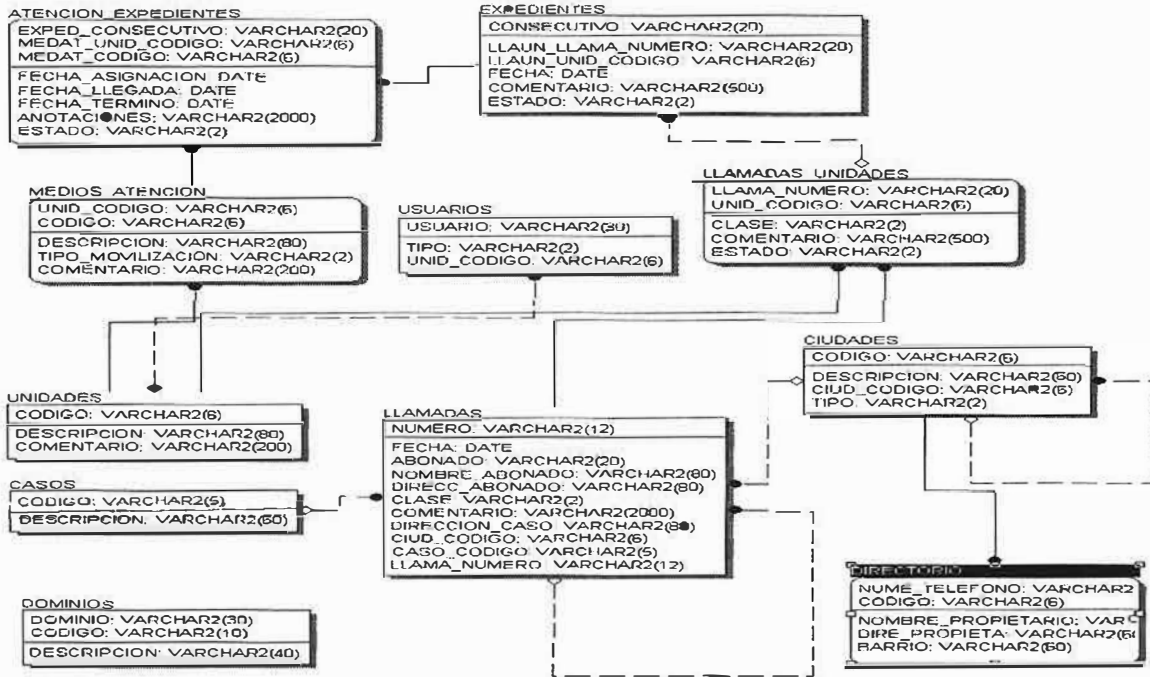 ATENCION_EXPEDIENTES
EXPED_CONSECUTIVO: VARCHAR2(20)
MEDAT_UNID_CODIGO: VARCHAR2(6)
MEDAT_CODIGO: VARCHAR2(6)
FECHA_ASIGNACION: DATE
FECHA_LLEGADA: DATE
FECHA_TERMINO: DATE
ANOTACIONES: VARCHAR2(2000)
ESTADO: VARCHAR2(2)
EXPEDIENTES
CONSECUTIVO: VARCHAR2(20)
LLAUN_LLAMA_NUMERO: VARCHAR2(20)
LLAUN_UNID_CODIGO: VARCHAR2(6)
FECHA: DATE
COMENTARIO: VARCHAR2(500)
ESTADO: VARCHAR2(2)
MEDIOS_ATENCION
UNID_CODIGO: VARCHAR2(6)
CODIGO: VARCHAR2(6)
DESCRIPCION: VARCHAR2(80)
TIPO_MOVILIZACIÓN: VARCHAR2(2)
COMENTARIO: VARCHAR2(200)
USUARIOS
USUARIO: VARCHAR2(30)
TIPO: VARCHAR2(2)
UNID_CODIGO: VARCHAR2(6)
LLAMADAS_UNIDADES
LLAMA_NUMERO: VARCHAR2(20)
UNID_CODIGO: VARCHAR2(6)
CLASE: VARCHAR2(2)
COMENTARIO: VARCHAR2(500)
ESTADO: VARCHAR2(2)
CIUDADES
CODIGO: VARCHAR2(6)
DESCRIPCION: VARCHAR2(60)
CIUD_CODIGO: VARCHAR2(6)
TIPO: VARCHAR2(2)
UNIDADES
CODIGO: VARCHAR2(6)
DESCRIPCION: VARCHAR2(80)
COMENTARIO: VARCHAR2(200)
LLAMADAS
NUMERO: VARCHAR2(12)
FECHA: DATE
ABONADO: VARCHAR2(20)
NOMBRE_ABONADO: VARCHAR2(80)
DIRECC_ABONADO: VARCHAR2(80)
CLASE: VARCHAR2(2)
COMENTARIO: VARCHAR2(2000)
DIRECCION_CASO: VARCHAR2(80)
CIUD_CODIGO: VARCHAR2(6)
CASO_CODIGO: VARCHAR2(5)
LLAMA_NUMERO: VARCHAR2(12)
CASOS
CODIGO: VARCHAR2(5)
DESCRIPCION: VARCHAR2(60)
DIRECTORIO
NUME_TELEFONO: VARCHAR2
CODIGO: VARCHAR2(6)
NOMBRE_PROPIETARIO: VARC
DIRE_PROPIETA: VARCHAR2(6
BARRIO: VARCHAR2(60)
DOMINIOS
DOMINIO: VARCHAR2(30)
CODIGO: VARCHAR2(10)
DESCRIPCION: VARCHAR2(40)